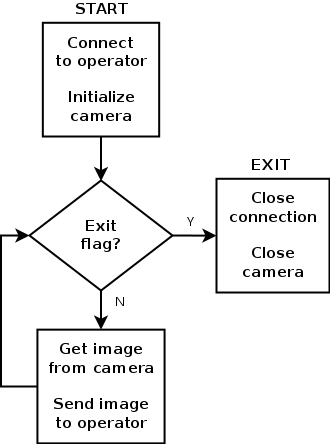 START
Connect
to operator
Initialize
camera
Exit
flag?
Y
N
EXIT
Close
connection
Close
camera
Get image
from camera
Send image
to operator